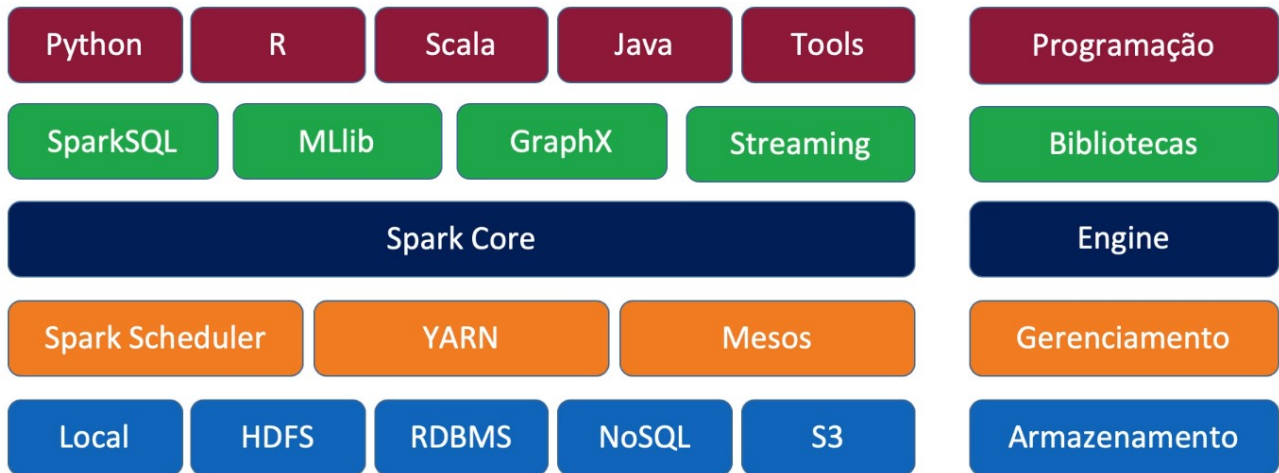 Python R Scala Java Tools Programação
SparkSQL MLlib GraphX Streaming Bibliotecas
Spark Core Engine
Spark Scheduler YARN Mesos Gerenciamento
Local HDFS RDBMS NoSQL S3 Armazenamento